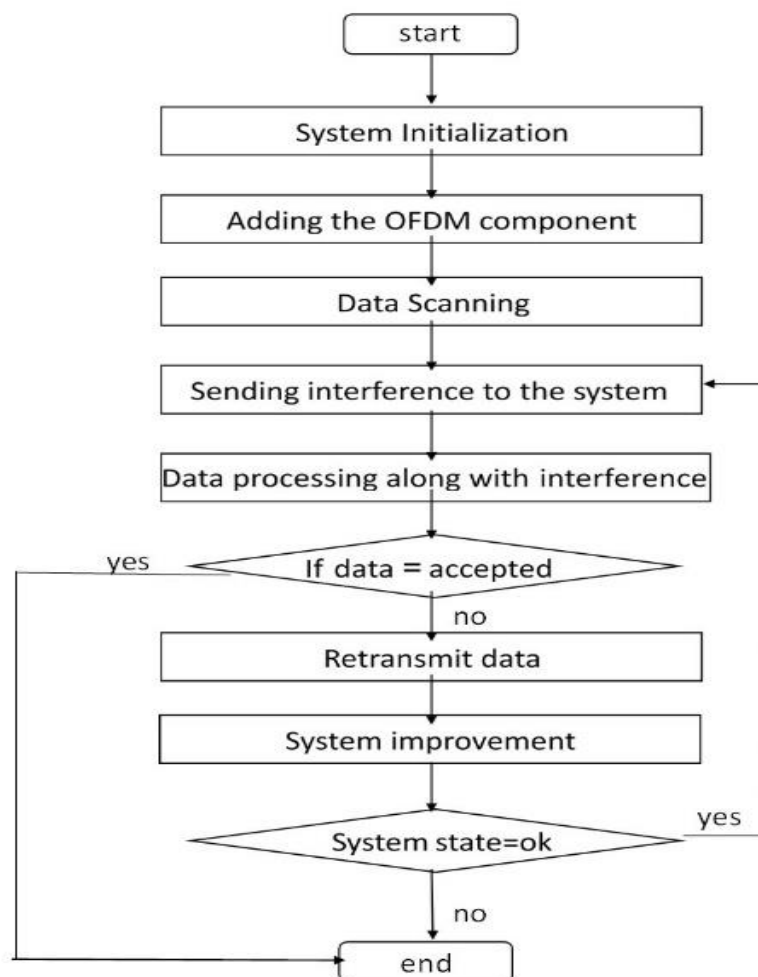 start
System Initialization
Adding the OFDM component
Data Scanning
Sending interference to the system
Data processing along with interference
yes
If data = accepted
no
Retransmit data
System improvement
System state=ok
yes
no
end